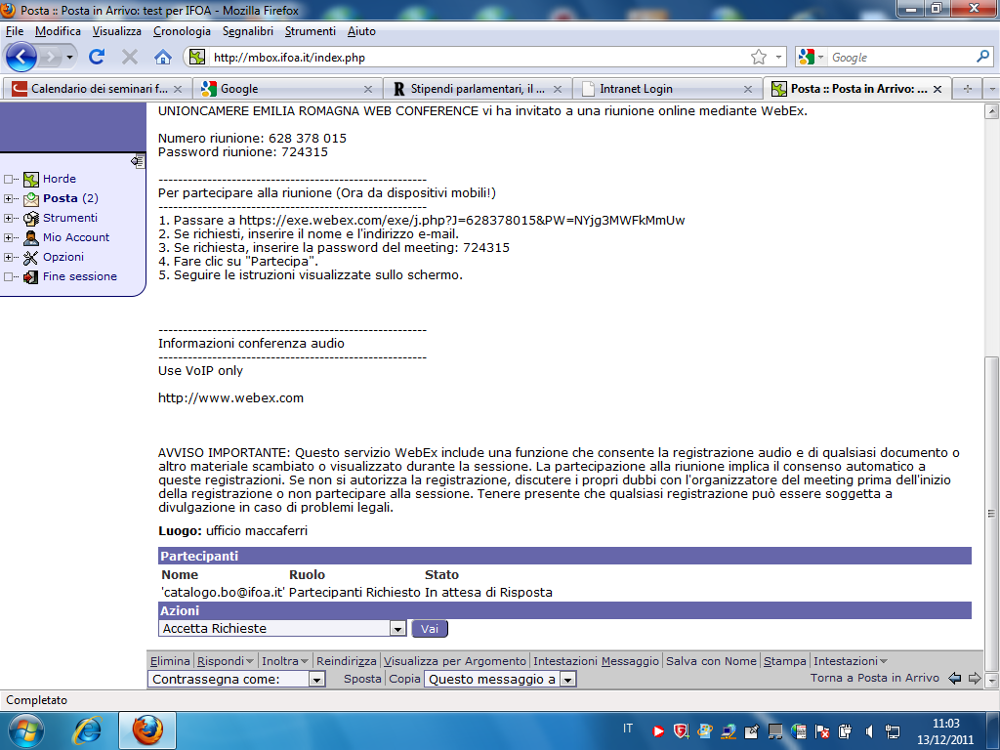 Posta :: Posta in Arrivo: test per IFOA - Mozilla Firefox
File Modifica Visualizza Cronologia Segnalibri Strumenti Aiuto
http://mbox.ifoa.it/index.php
Google
Calendario dei seminari f...
Google
Stipendi parlamentari, il ...
Intranet Login
Posta :: Posta in Arrivo: ...
Horde
Posta (2)
Strumenti
Mio Account
Opzioni
Fine sessione
UNIONCAMERE EMILIA ROMAGNA WEB CONFERENCE vi ha invitato a una riunione online mediante WebEx.
Numero riunione: 628 378 015
Password riunione: 724315
-------------------------------------------------------
Per partecipare alla riunione (Ora da dispositivi mobili!)
-------------------------------------------------------
1. Passare a https://exe.webex.com/exe/j.php?J=628378015&PW=NYjg3MWFkMmUw
2. Se richiesti, inserire il nome e l'indirizzo e-mail.
3. Se richiesta, inserire la password del meeting: 724315
4. Fare clic su "Partecipa".
5. Seguire le istruzioni visualizzate sullo schermo.
-------------------------------------------------------
Informazioni conferenza audio
-------------------------------------------------------
Use VoIP only
http://www.webex.com
AVVISO IMPORTANTE: Questo servizio WebEx include una funzione che consente la registrazione audio e di qualsiasi documento o
altro materiale scambiato o visualizzato durante la sessione. La partecipazione alla riunione implica il consenso automatico a
queste registrazioni. Se non si autorizza la registrazione, discutere i propri dubbi con l'organizzatore del meeting prima dell'inizio
della registrazione o non partecipare alla sessione. Tenere presente che qualsiasi registrazione può essere soggetta a
divulgazione in caso di problemi legali.
Luogo: ufficio maccaferri
Partecipanti
Nome Ruolo Stato
'catalogo.bo@ifoa.it' Partecipanti Richiesto In attesa di Risposta
Azioni
Accetta Richieste Vai
Elimina Rispondi Inoltra Reindirizza Visualizza per Argomento Intestazioni Messaggio Salva con Nome Stampa Intestazioni
Contrassegna come: Sposta Copia Questo messaggio a Torna a Posta in Arrivo
Completato
IT
11:03
13/12/2011